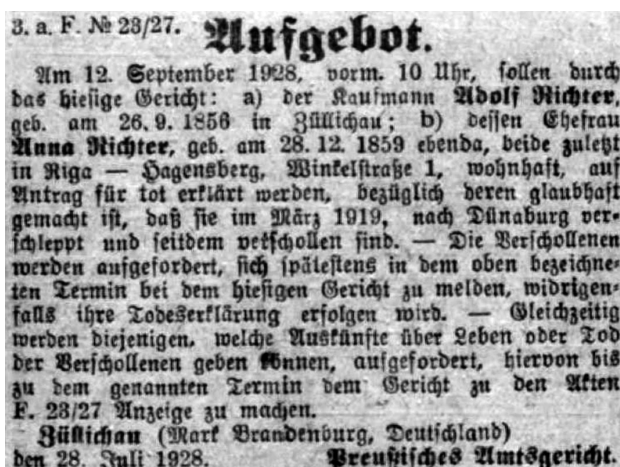 3. a. F. № 23/27.
Aufgebot.
Am 12. September 1928, vorm. 10 Uhr, sollen durch
das hiesige Gericht: a) der Kaufmann Adolf Richter,
geb. am 26. 9. 1856 in Züllichau; b) dessen Ehefrau
Anna Richter, geb. am 28. 12. 1859 ebenda, beide zuletzt
in Riga — Hagensberg, Winkelstraße 1, wohnhaft, auf
Antrag für tot erklärt werden, bezüglich deren glaubhaft
gemacht ist, daß sie im März 1919, nach Dünaburg ver-
schleppt und seitdem vetschollen sind. — Die Verschollenen
werden aufgefordert, sich spätestens in dem oben bezeichne-
ten Termin bei dem hiesigen Gericht zu melden, widrigen-
falls ihre Todeserklärung erfolgen wird. — Gleichzeitig
werden diejenigen, welche Auskünfte über Leben oder Tod
der Verschollenen geben können, aufgefordert, hiervon bis
zu dem genannten Termin dem Gericht zu den Akten
F. 23/27 Anzeige zu machen.
Züllichau (Mark Brandenburg, Deutschland)
den 28. Juli 1928. Preußisches Amtsgericht.